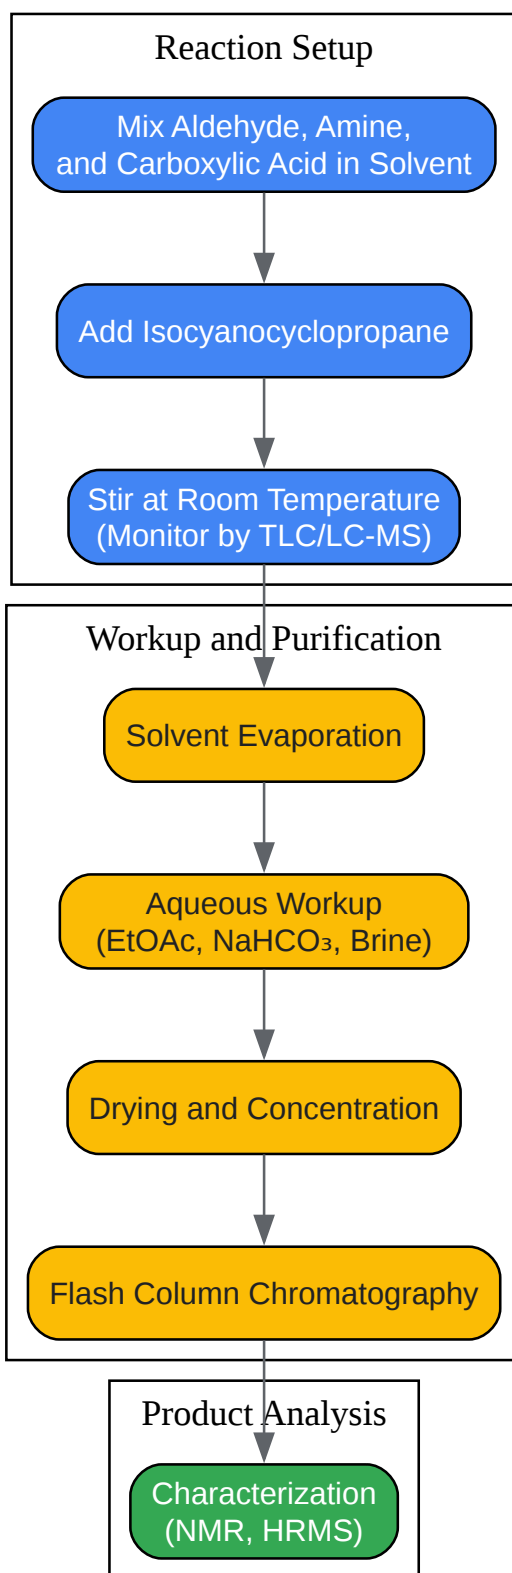 Reaction Setup
Mix Aldehyde, Amine,
and Carboxylic Acid in Solvent
Add Isocyanocyclopropane
Stir at Room Temperature
(Monitor by TLC/LC-MS)
Workup and Purification
Solvent Evaporation
Aqueous Workup
(EtOAc, NaHCO₃, Brine)
Drying and Concentration
Flash Column Chromatography
Product Analysis
Characterization
(NMR, HRMS)